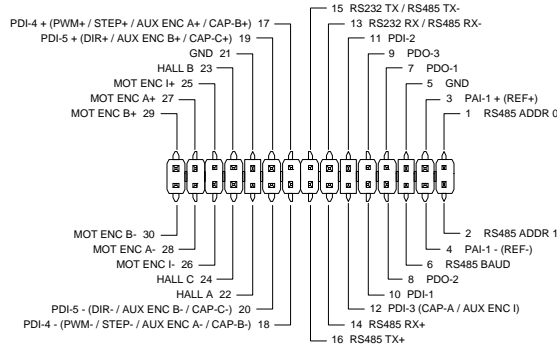 15 RS232 TX / RS485 TX-
PDI-4 + (PWM+ / STEP+ / AUX ENC A+ / CAP-B+) 17
13 RS232 RX / RS485 RX-
PDI-5 + (DIR+ / AUX ENC B+ / CAP-C+) 19
11 PDI-2
GND 21
9 PDO-3
HALL B 23
7 PDO-1
MOT ENC I+ 25
5 GND
MOT ENC A+ 27
3 PAI-1 + (REF+)
MOT ENC B+ 29
1 RS485 ADDR 0
MOT ENC B- 30
2 RS485 ADDR 1
MOT ENC A- 28
4 PAI-1 - (REF-)
MOT ENC I- 26
6 RS485 BAUD
HALL C 24
8 PDO-2
HALL A 22
10 PDI-1
PDI-5 - (DIR- / AUX ENC B- / CAP-C-) 20
12 PDI-3 (CAP-A / AUX ENC I)
PDI-4 - (PWM- / STEP- / AUX ENC A- / CAP-B-) 18
14 RS485 RX+
16 RS485 TX+